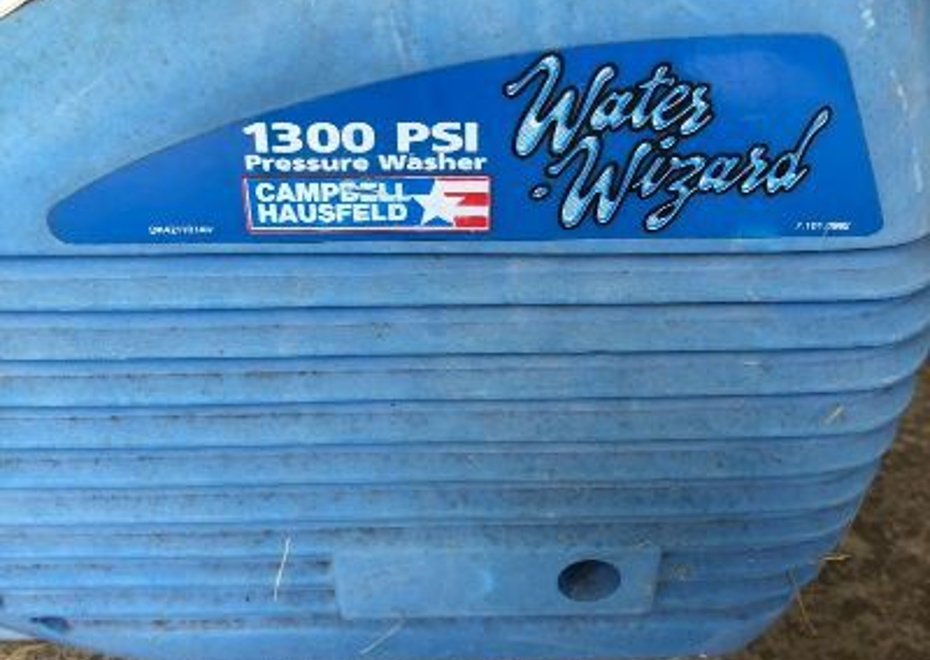 1300 PSI
Pressure Washer
CAMPBELL
HAUSFELD
Water
Wizard